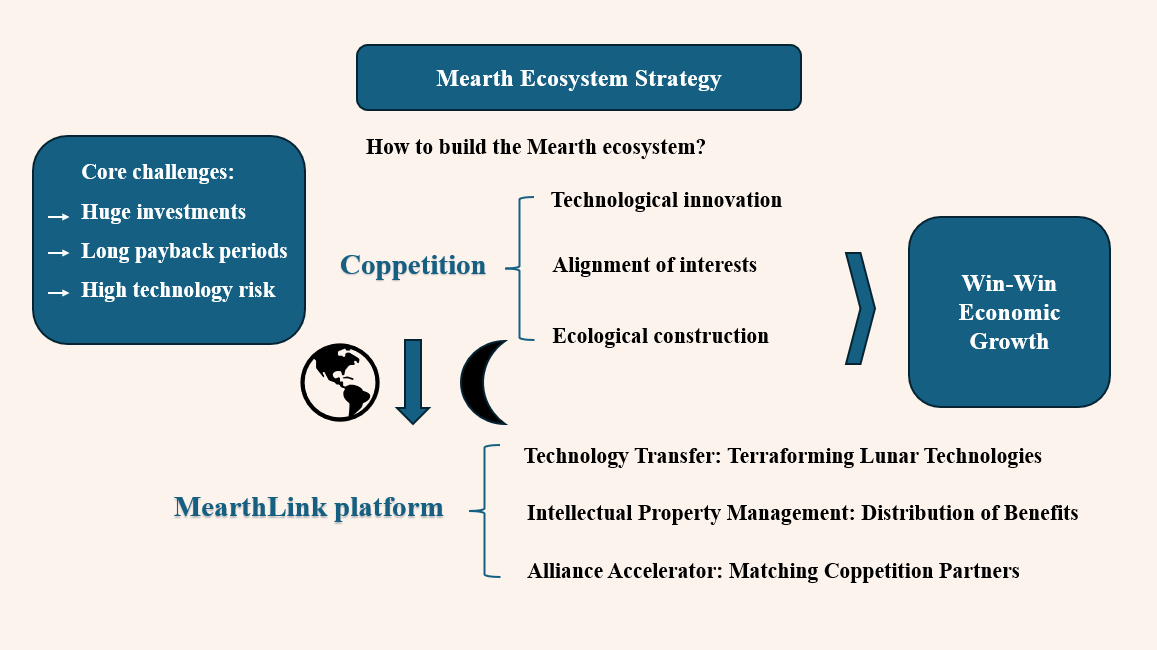 Mearth Ecosystem Strategy
How to build the Mearth ecosystem?
Core challenges:
Huge investments
Long payback periods
High technology risk
Coppetition
Technological innovation
Alignment of interests
Ecological construction
Win-Win
Economic
Growth
MearthLink platform
Technology Transfer: Terraforming Lunar Technologies
Intellectual Property Management: Distribution of Benefits
Alliance Accelerator: Matching Coppetition Partners